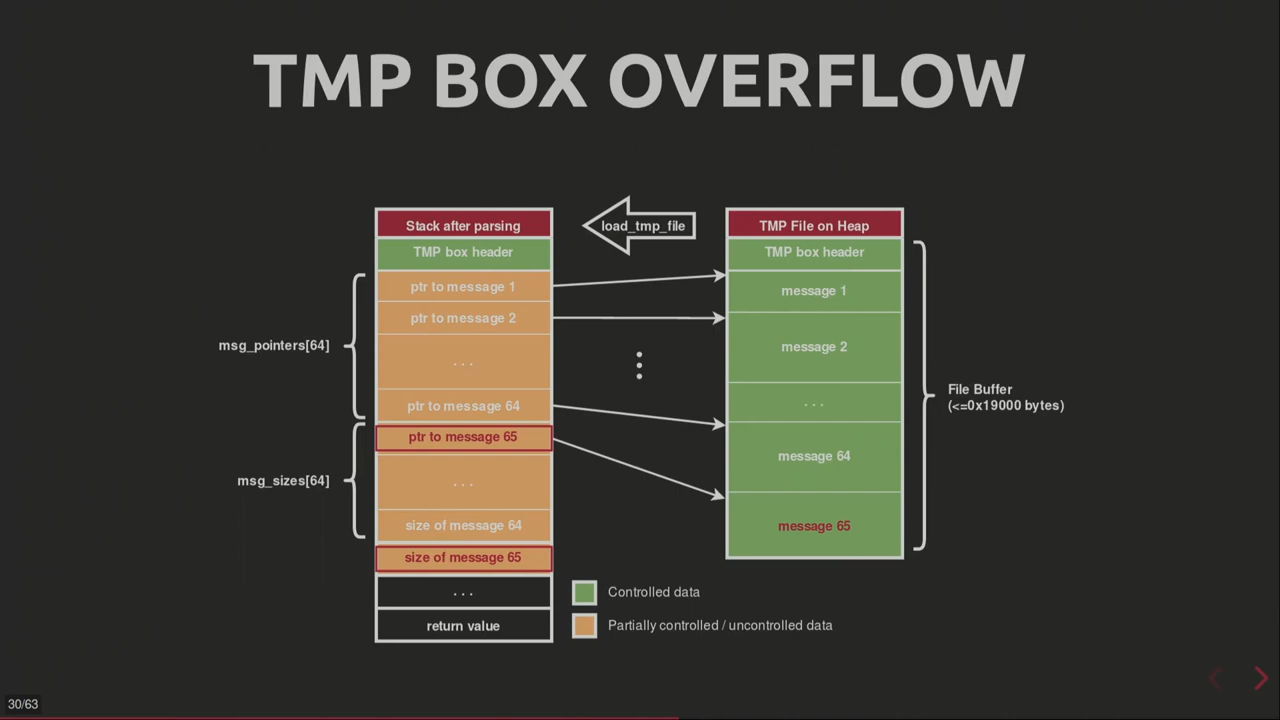 TMP BOX OVERFLOW
Stack after parsing
load_tmp_file
TMP File on Heap
TMP box header
TMP box header
ptr to message 1
message 1
ptr to message 2
msg_pointers[64]
message 2
. . .
ptr to message 64
. . .
File Buffer
(<=0x19000 bytes)
ptr to message 65
message 64
msg_sizes[64]
. . .
size of message 64
message 65
size of message 65
. . .
Controlled data
return value
Partially controlled / uncontrolled data
30/63